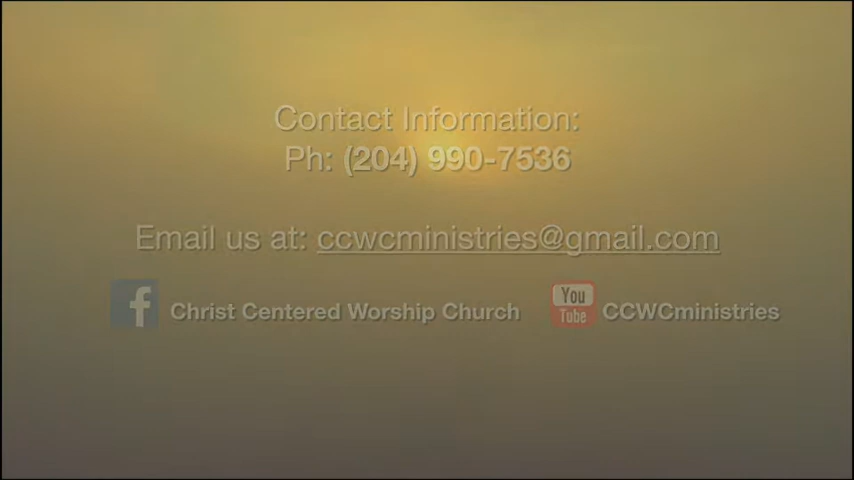 Contact Information:
Ph: (204) 990-7536
Email us at: ccwcministries@gmail.com
f Christ Centered Worship Church You Tube CCWCministries